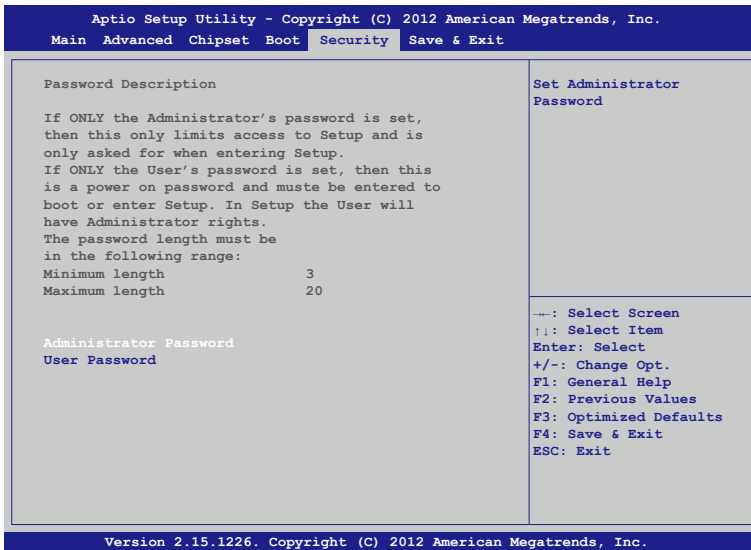 Aptio Setup Utility - Copyright (C) 2012 American Megatrends, Inc.
Main Advanced Chipset Boot Security Save & Exit
Password Description
If ONLY the Administrator's password is set,
then this only limits access to Setup and is
only asked for when entering Setup.
If ONLY the User's password is set, then this
is a power on password and muste be entered to
boot or enter Setup. In Setup the User will
have Administrator rights.
The password length must be
in the following range:
Minimum length 3
Maximum length 20
Administrator Password
User Password
Set Administrator
Password
→←: Select Screen
↑↓: Select Item
Enter: Select
+/-: Change Opt.
F1: General Help
F2: Previous Values
F3: Optimized Defaults
F4: Save & Exit
ESC: Exit
Version 2.15.1226. Copyright (C) 2012 American Megatrends, Inc.